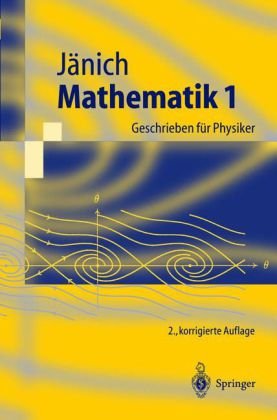 Jänich
Mathematik 1
Geschrieben für Physiker
θ
θ
2., korrigierte Auflage
Springer